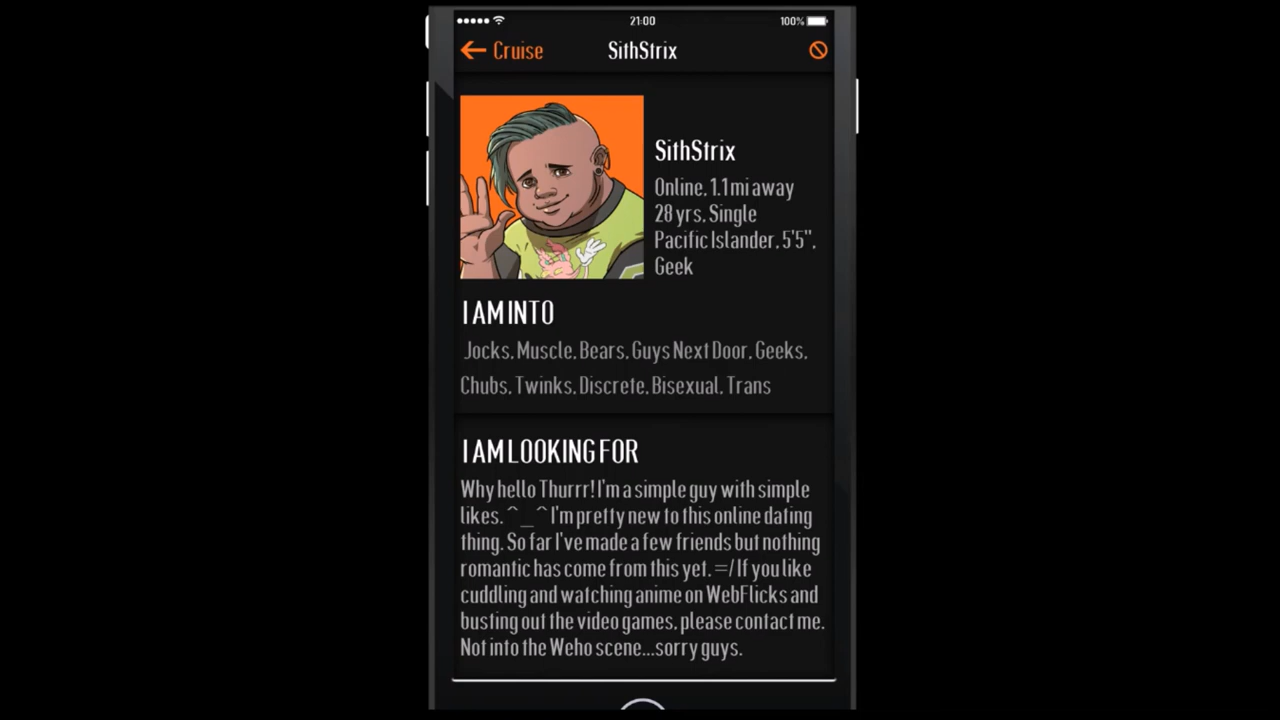 21:00
100%
Cruise
SithStrix
SithStrix
Online, 1.1 mi away
28 yrs, Single
Pacific Islander, 5'5",
Geek
I AM INTO
Jocks, Muscle, Bears, Guys Next Door, Geeks,
Chubs, Twinks, Discrete, Bisexual, Trans
I AM LOOKING FOR
Why hello Thurrr! I'm a simple guy with simple
likes. ^_^ I'm pretty new to this online dating
thing. So far I've made a few friends but nothing
romantic has come from this yet. =/ If you like
cuddling and watching anime on WebFlicks and
busting out the video games, please contact me.
Not into the Weho scene...sorry guys.